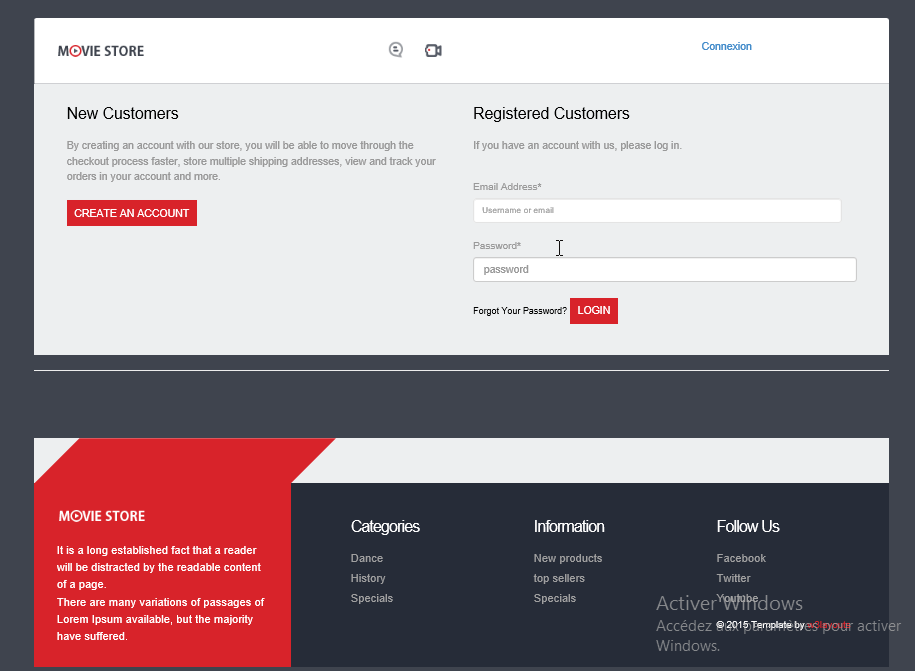 MOVIE STORE
Connexion
New Customers
By creating an account with our store, you will be able to move through the
checkout process faster, store multiple shipping addresses, view and track your
orders in your account and more.
CREATE AN ACCOUNT
Registered Customers
If you have an account with us, please log in.
Email Address*
Username or email
Password*
password
Forgot Your Password? LOGIN
MOVIE STORE
It is a long established fact that a reader
will be distracted by the readable content
of a page.
There are many variations of passages of
Lorem Ipsum available, but the majority
have suffered.
Categories
Dance
History
Specials
Information
New products
top sellers
Specials
Follow Us
Facebook
Twitter
Youtube
© 2015 Template by
Activer Windows
Accédez aux paramètres pour activer
Windows.